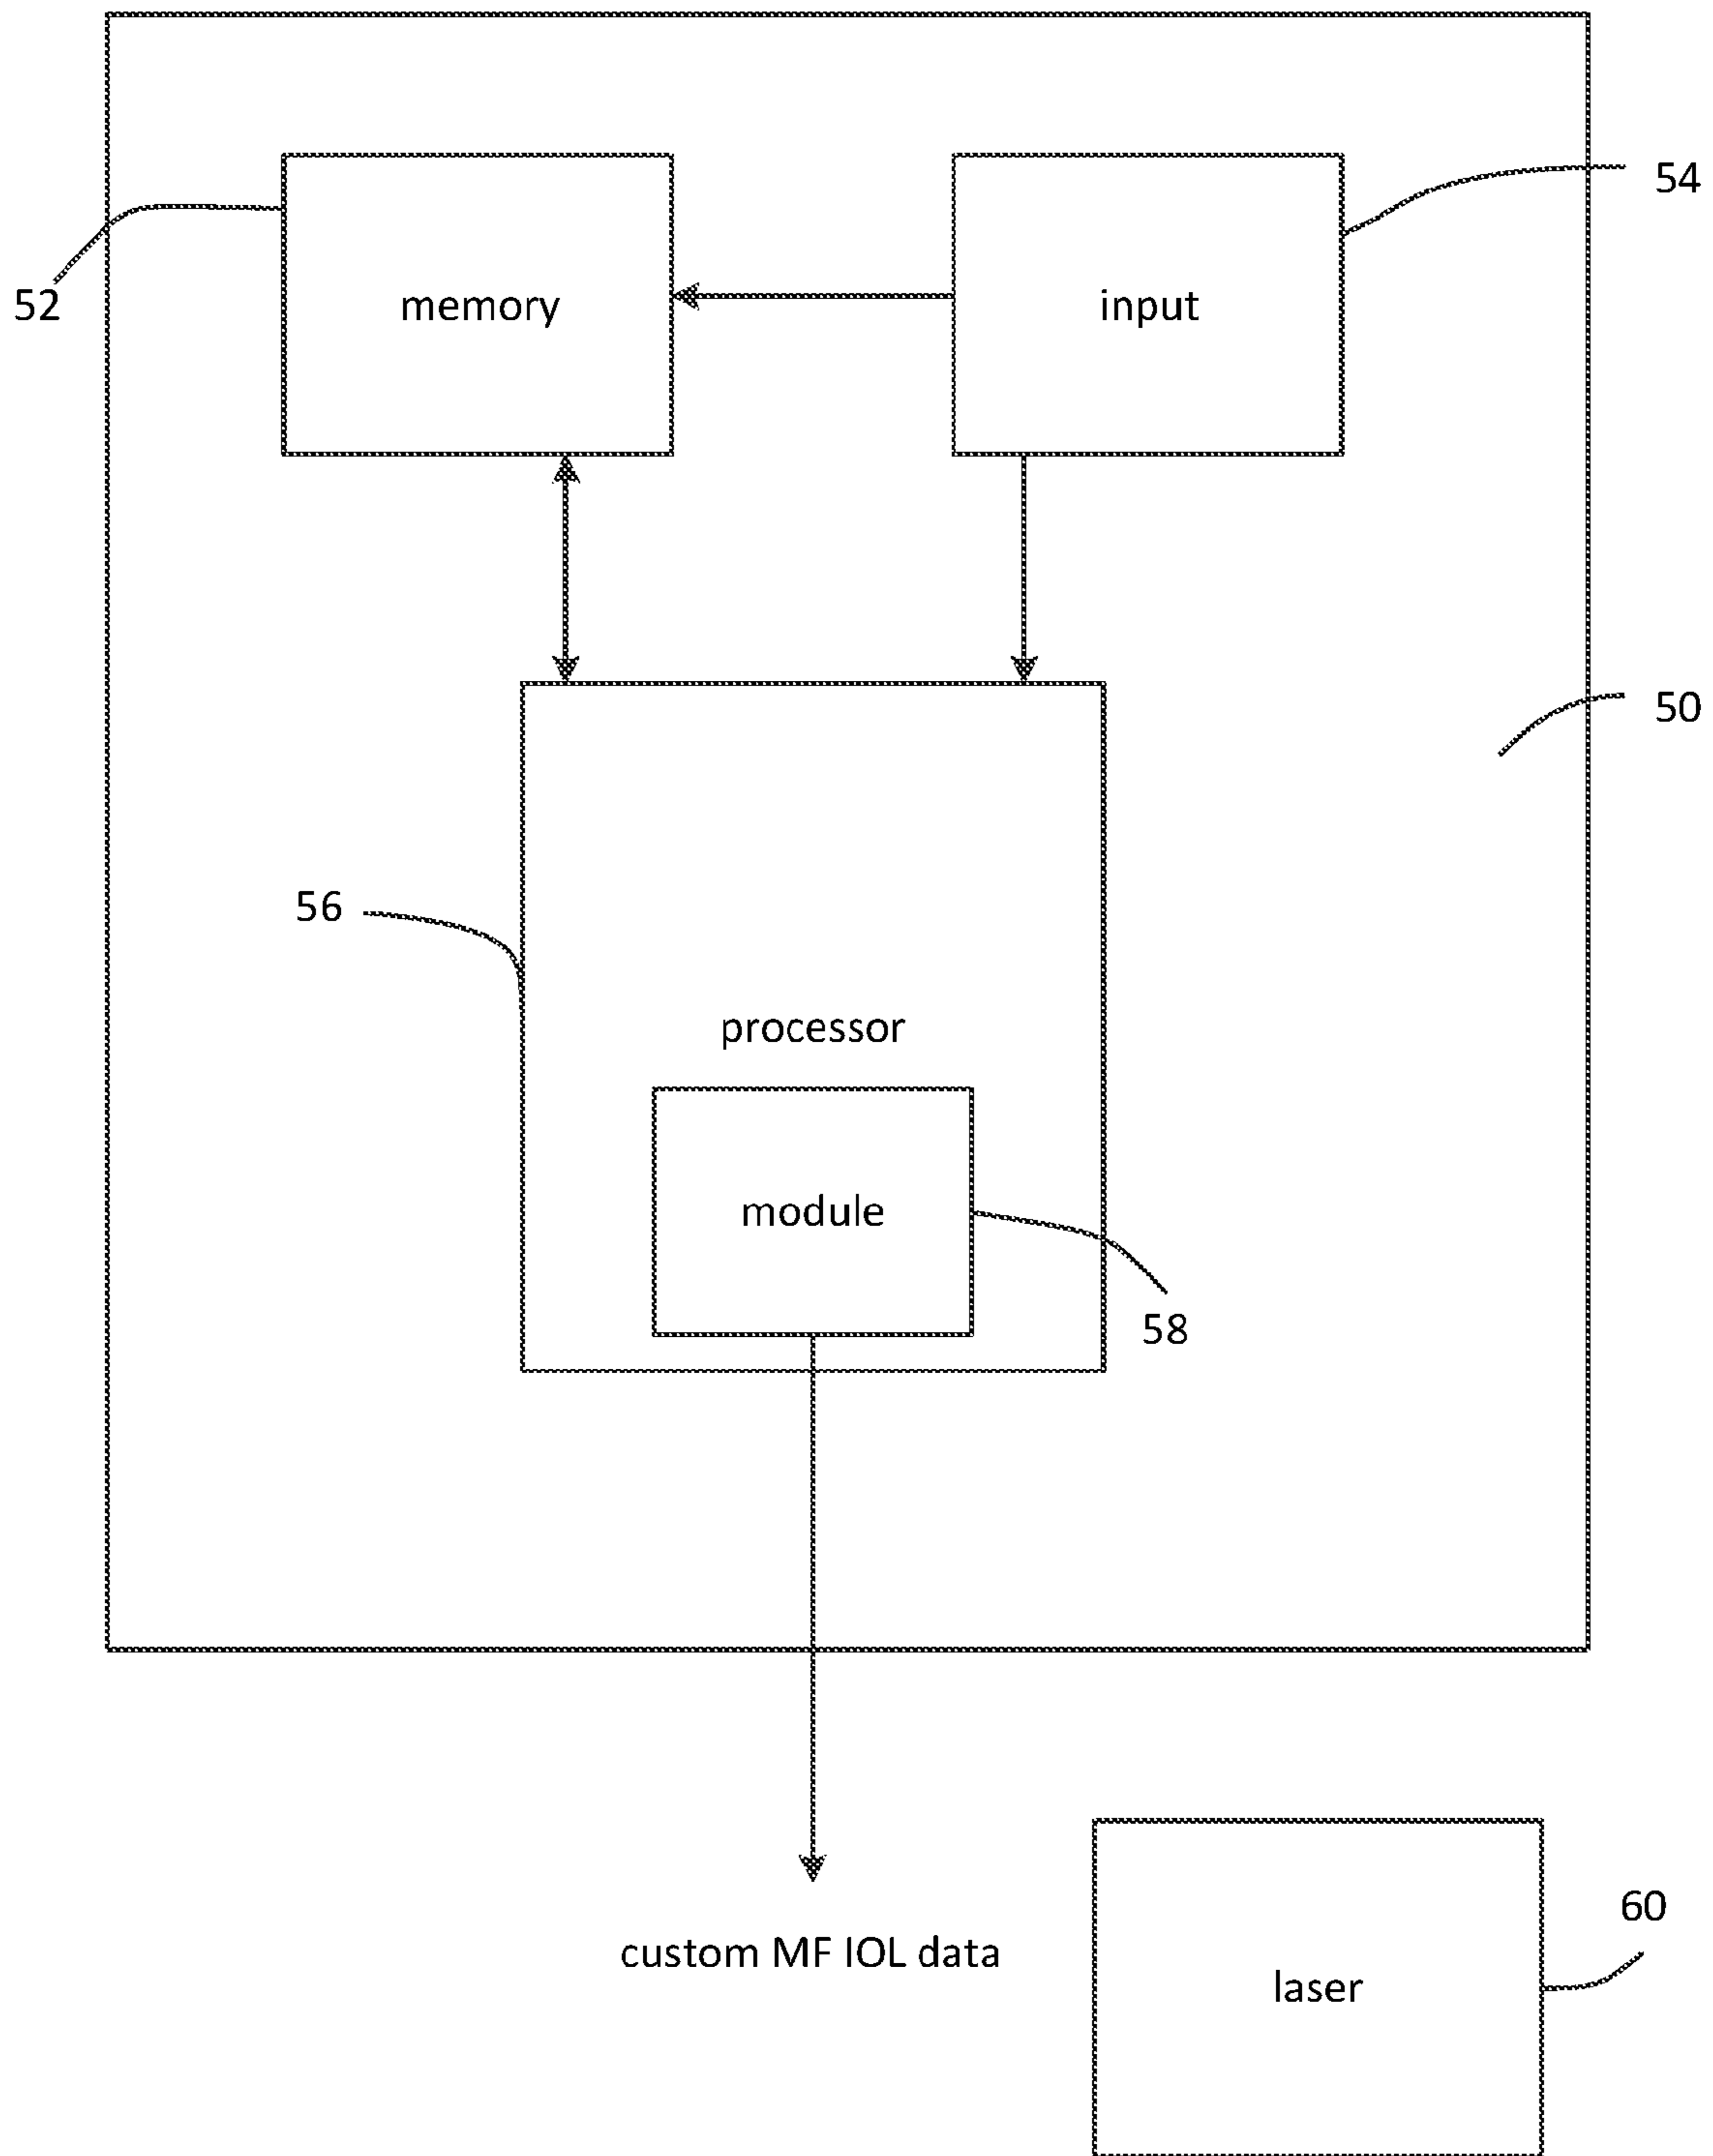 54
52
memory
input
50
56
processor
module
58
60
custom MF IOL data
laser